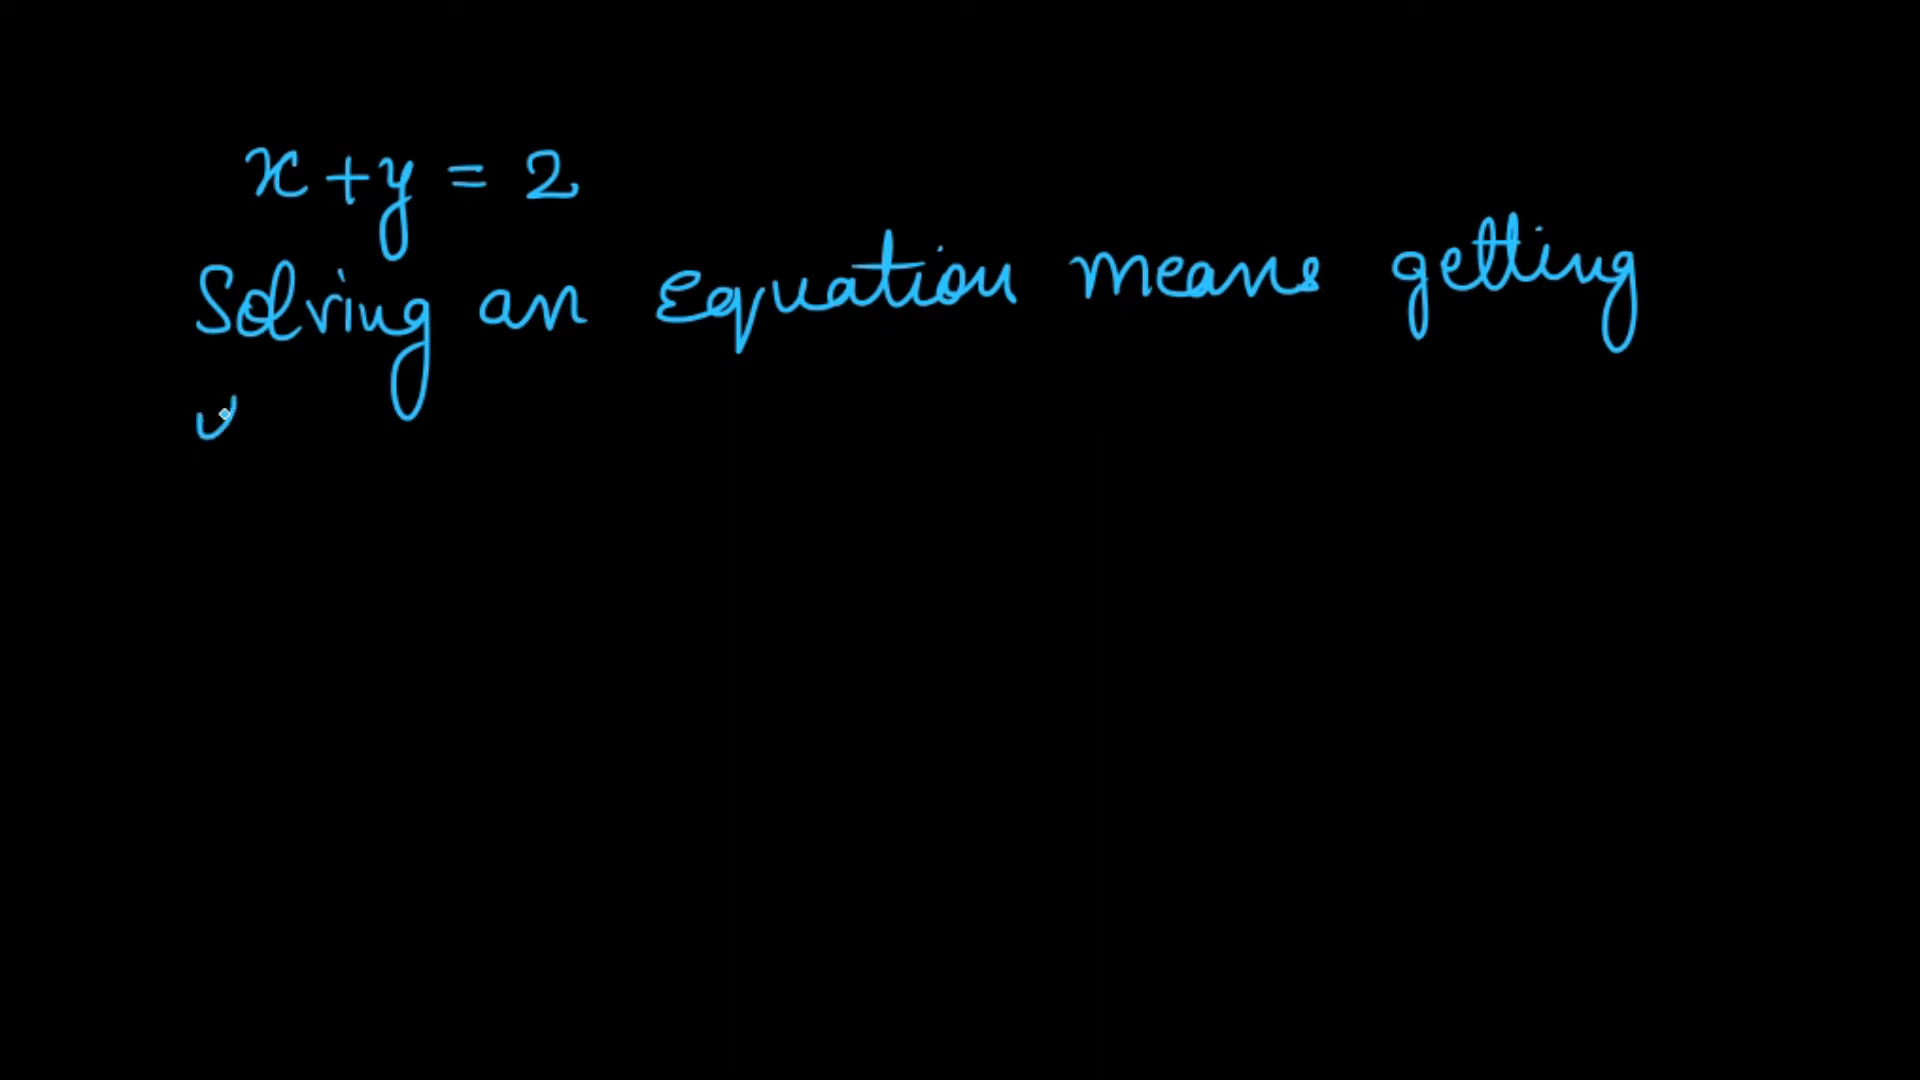 x + y = 2
Solving an Equation means getting
v